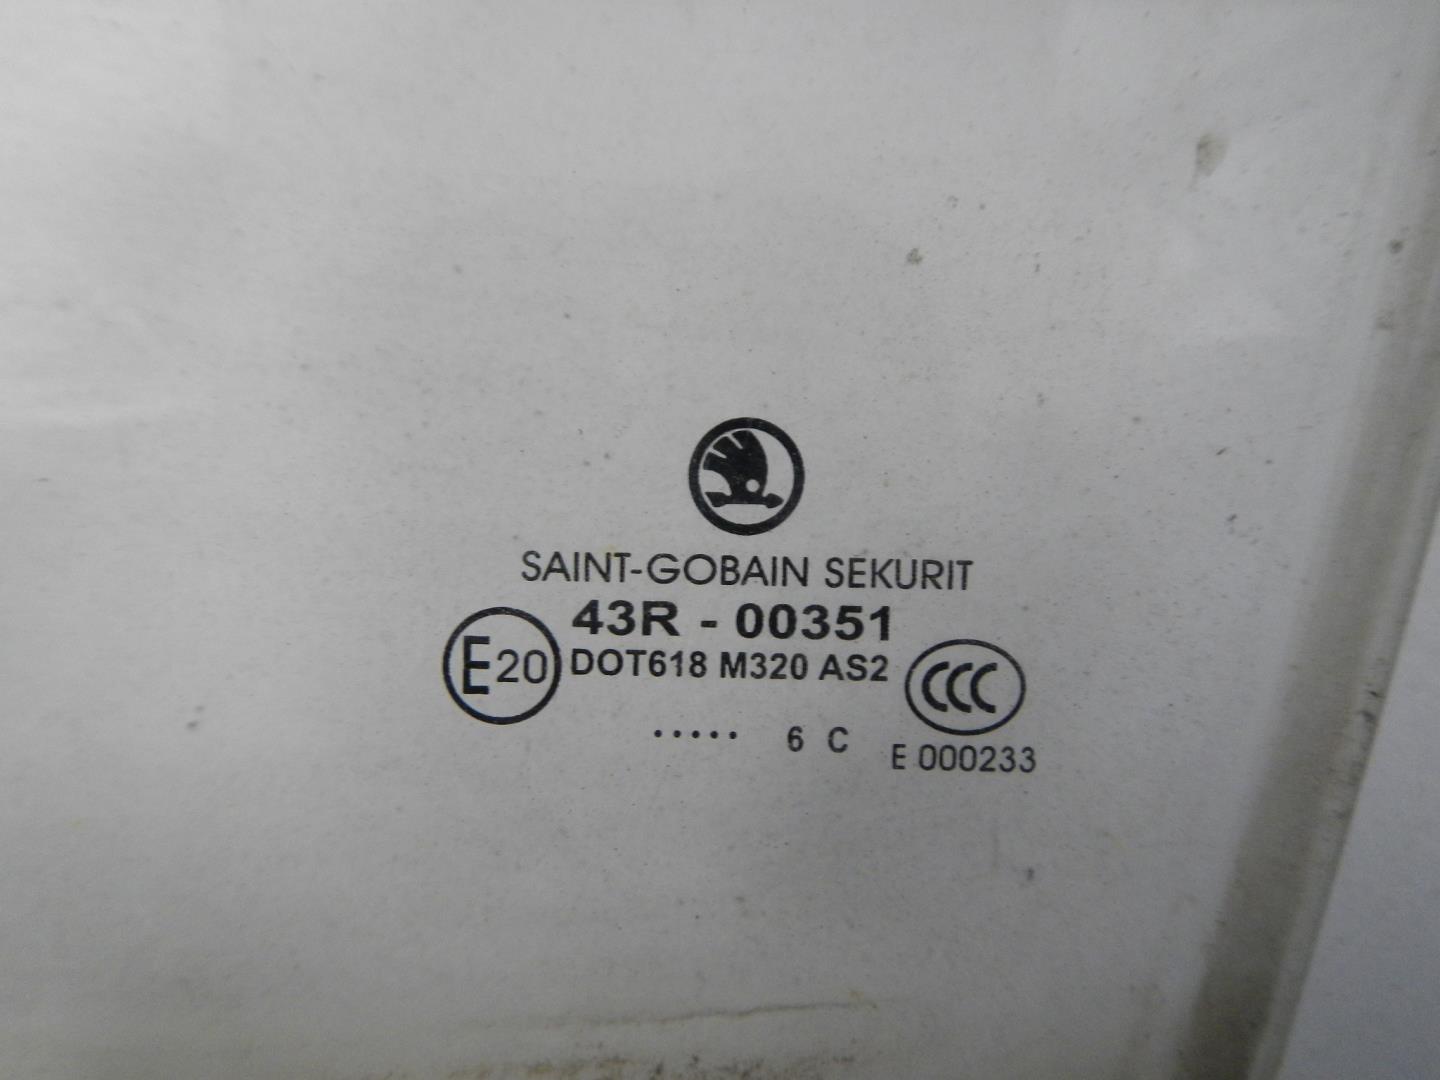 SAINT-GOBAIN SEKURIT
43R - 00351
E20 DOT618 M320 AS2 CCC
..... 6 C
E 000233